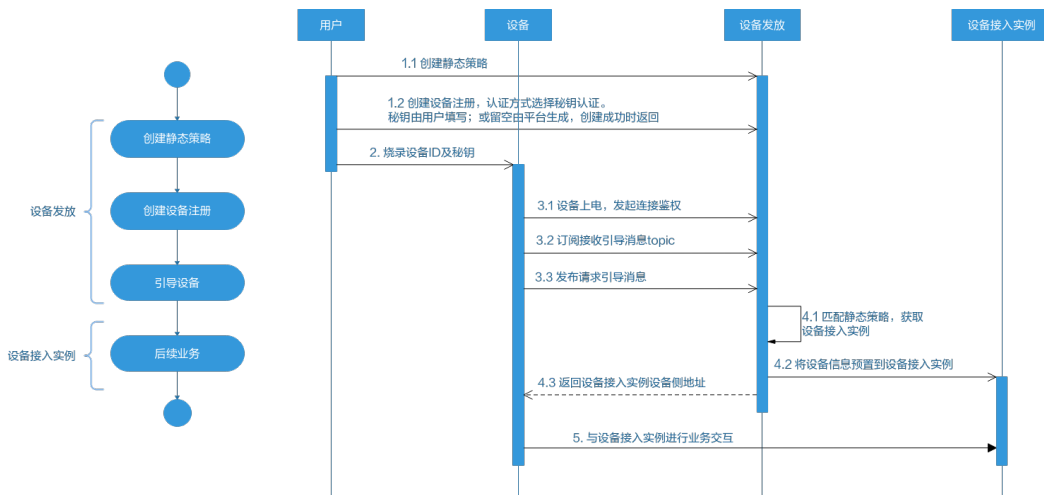 用户
设备
设备发放
设备接入实例
创建静态策略
创建设备注册
引导设备
后续业务
设备发放
设备接入实例
1.1 创建静态策略
1.2 创建设备注册，认证方式选择秘钥认证。
秘钥由用户填写；或留空由平台生成，创建成功时返回
2. 烧录设备ID及秘钥
3.1 设备上电，发起连接鉴权
3.2 订阅接收引导消息topic
3.3 发布请求引导消息
4.1 匹配静态策略，获取
设备接入实例
4.2 将设备信息预置到设备接入实例
4.3 返回设备接入实例设备侧地址
5. 与设备接入实例进行业务交互